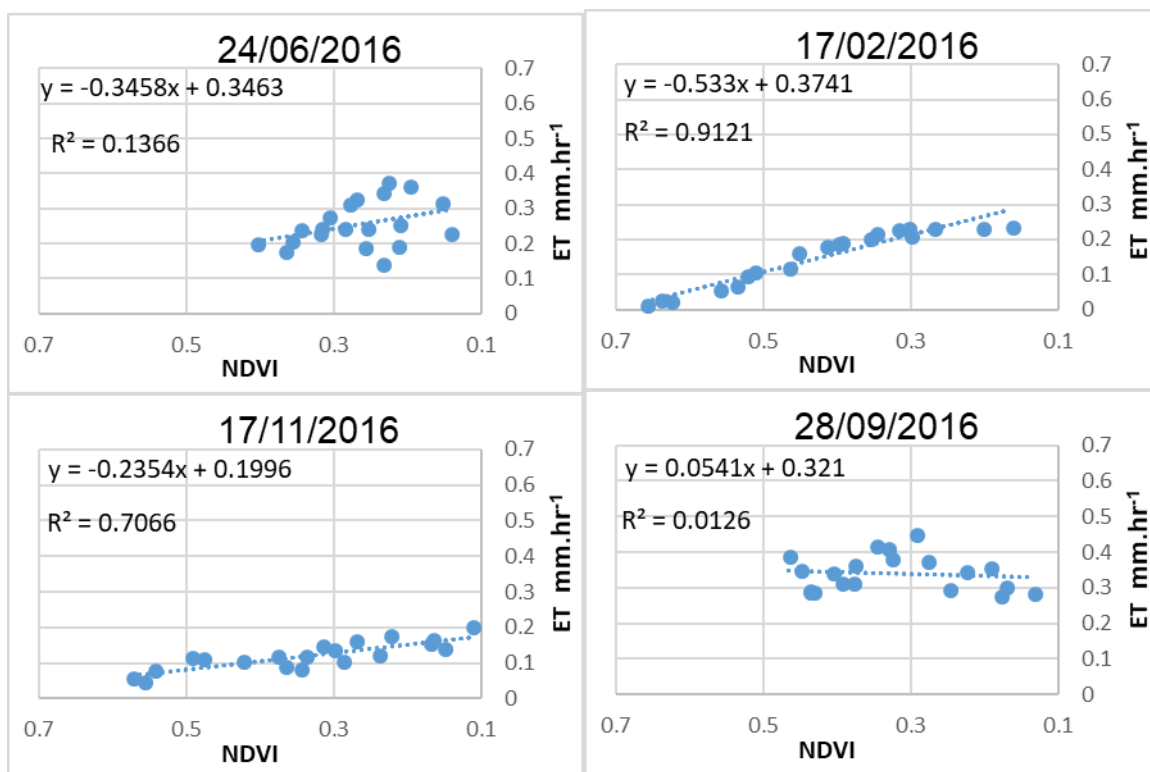 24/06/2016
y = -0.3458x + 0.3463
R² = 0.1366
0.7
0.6
0.5
0.4
0.3
0.2
0.1
0
ET mm.hr⁻¹
0.7 0.5 0.3 0.1
NDVI
17/02/2016
y = -0.533x + 0.3741
R² = 0.9121
0.7
0.6
0.5
0.4
0.3
0.2
0.1
0
ET mm.hr⁻¹
0.7 0.5 0.3 0.1
NDVI
17/11/2016
y = -0.2354x + 0.1996
R² = 0.7066
0.7
0.6
0.5
0.4
0.3
0.2
0.1
0
ET mm.hr⁻¹
0.7 0.5 0.3 0.1
NDVI
28/09/2016
y = 0.0541x + 0.321
R² = 0.0126
0.7
0.6
0.5
0.4
0.3
0.2
0.1
0
ET mm.hr⁻¹
0.7 0.5 0.3 0.1
NDVI